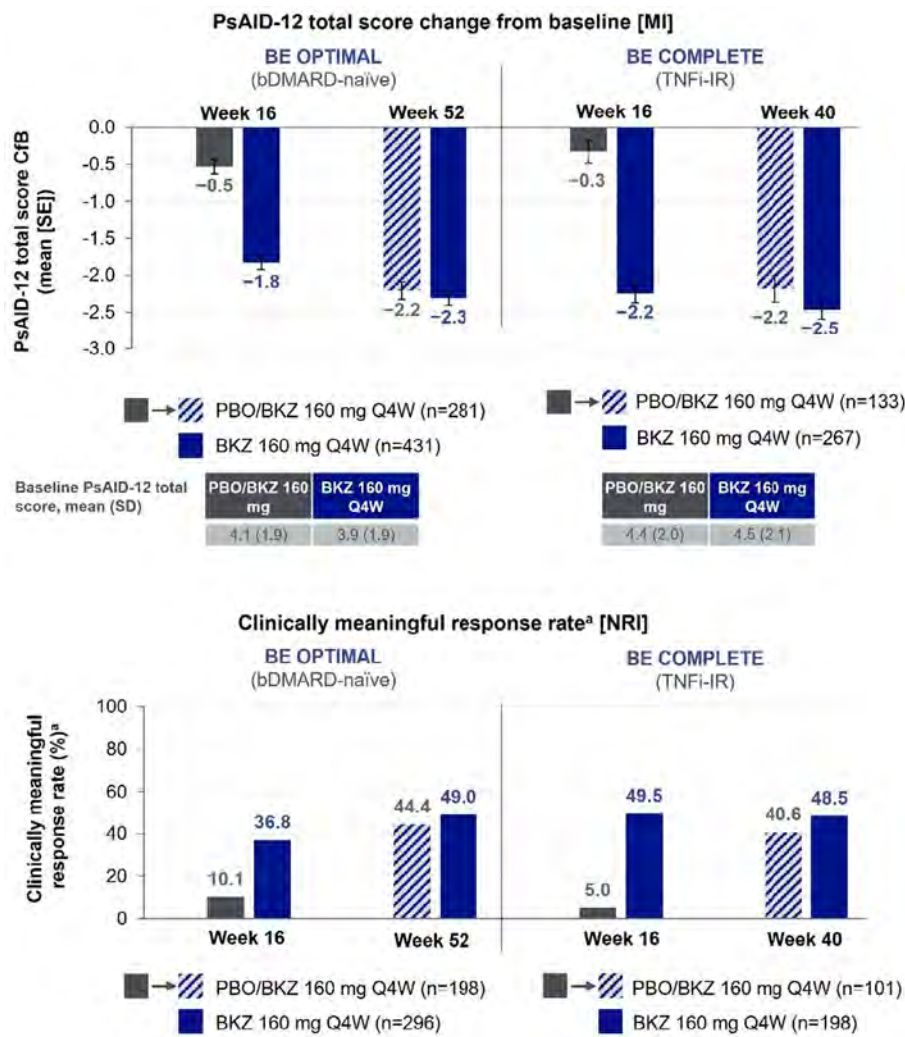 PsAID-12 total score change from baseline [MI]
BE OPTIMAL
(bDMARD-naïve)
BE COMPLETE
(TNFi-IR)
Week 16
Week 52
Week 16
Week 40
PsAID-12 total score CfB
(mean [SE])
0.0
-0.5
-1.0
-1.5
-2.0
-2.5
-3.0
−0.5
−1.8
−2.2
−2.3
−0.3
−2.2
−2.2
−2.5
PBO/BKZ 160 mg Q4W (n=281)
BKZ 160 mg Q4W (n=431)
PBO/BKZ 160 mg Q4W (n=133)
BKZ 160 mg Q4W (n=267)
Baseline PsAID-12 total
score, mean (SD)
PBO/BKZ 160
mg
BKZ 160 mg
Q4W
4.1 (1.9)
3.9 (1.9)
PBO/BKZ 160
mg
BKZ 160 mg
Q4W
4.4 (2.0)
4.5 (2.1)
Clinically meaningful response rateᵃ [NRI]
BE OPTIMAL
(bDMARD-naïve)
BE COMPLETE
(TNFi-IR)
Clinically meaningful
response rate (%)ᵃ
100
80
60
40
20
0
10.1
36.8
44.4
49.0
5.0
49.5
40.6
48.5
Week 16
Week 52
Week 16
Week 40
PBO/BKZ 160 mg Q4W (n=198)
BKZ 160 mg Q4W (n=296)
PBO/BKZ 160 mg Q4W (n=101)
BKZ 160 mg Q4W (n=198)